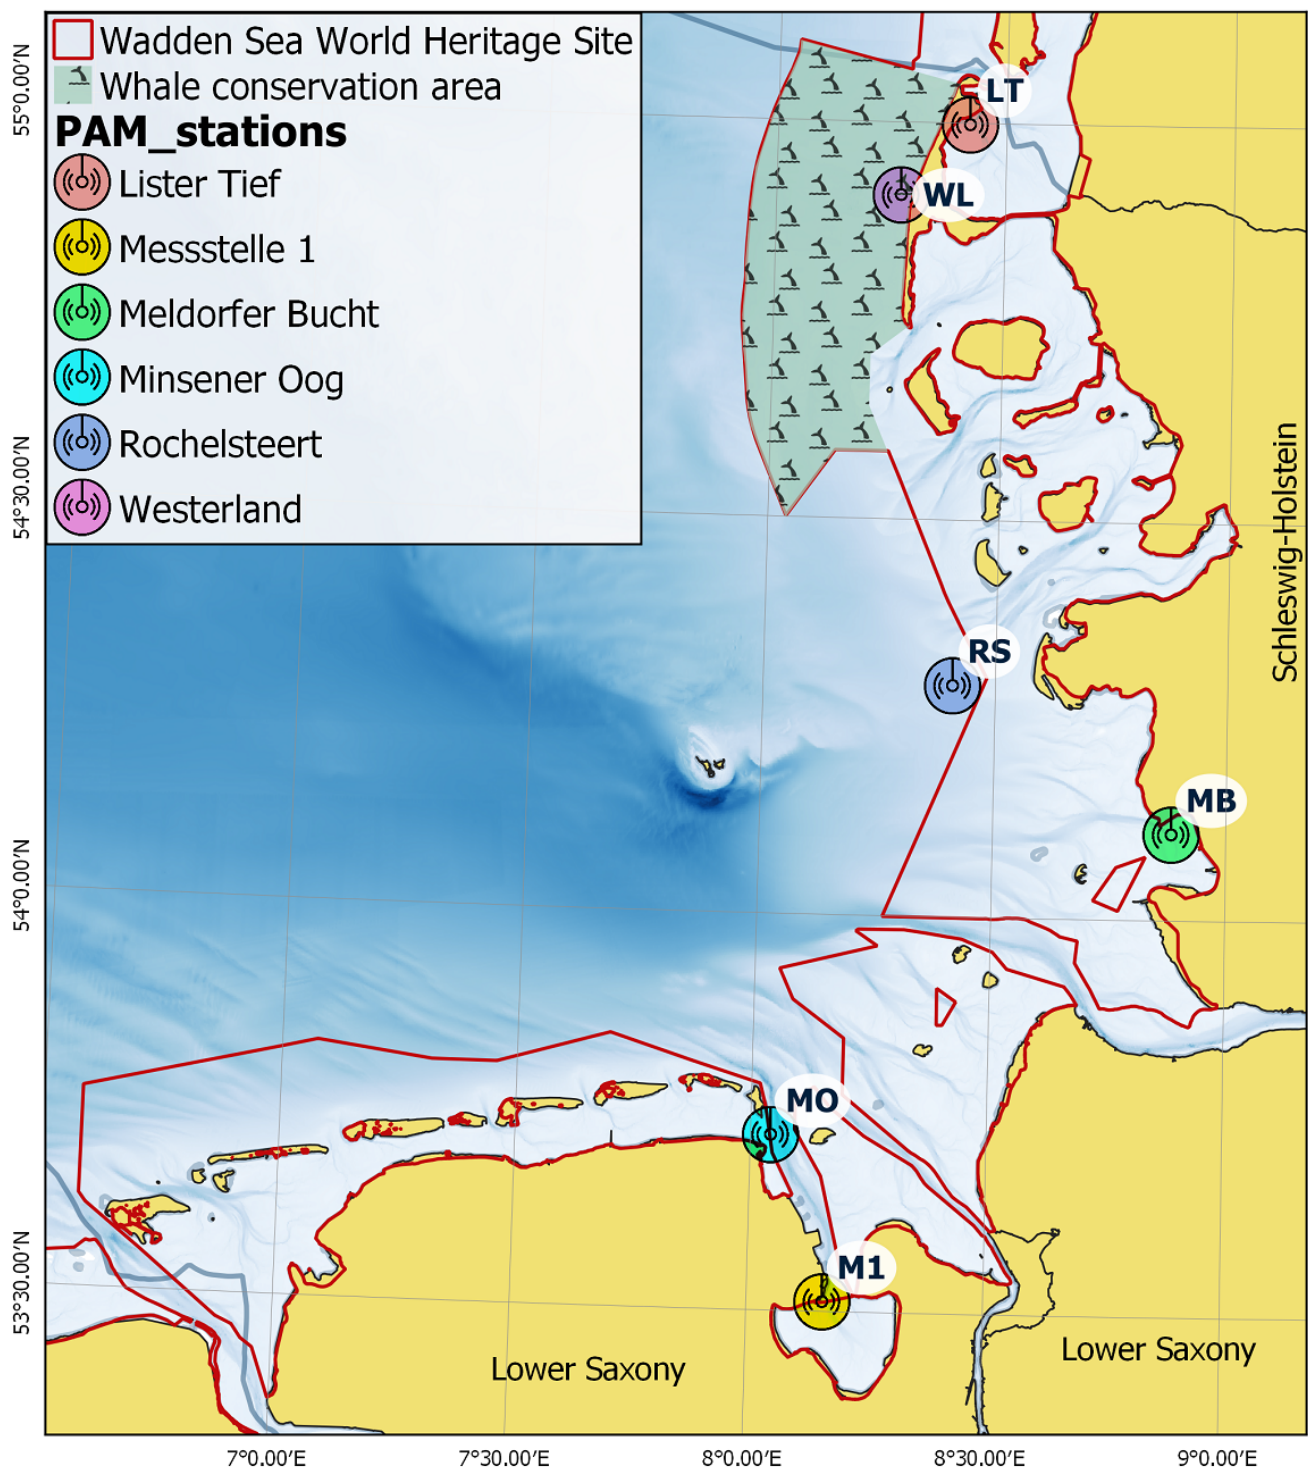 Wadden Sea World Heritage Site
Whale conservation area
PAM_stations
Lister Tief
Messstelle 1
Meldorfer Bucht
Minsener Oog
Rochelsteert
Westerland
LT
WL
RS
MB
MO
M1
Schleswig-Holstein
Lower Saxony
Lower Saxony
55°0.00′N
54°30.00′N
54°0.00′N
53°30.00′N
7°0.00′E
7°30.00′E
8°0.00′E
8°30.00′E
9°0.00′E